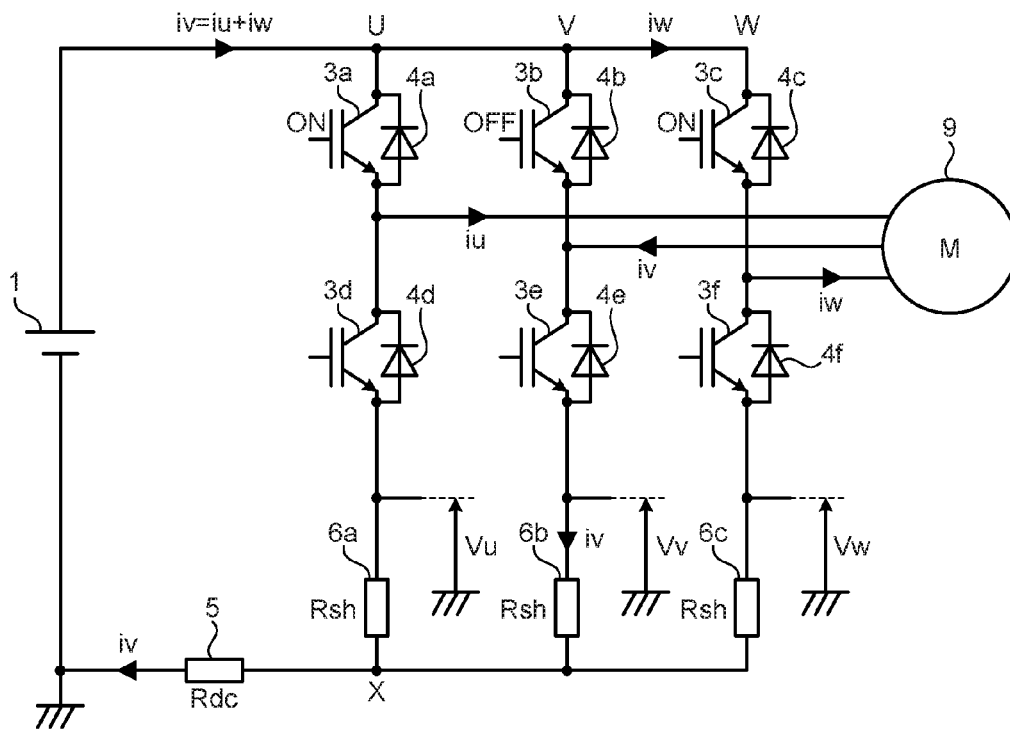 iv=iu+iw U V iw W
3a 4a 3b 4b 3c 4c
ON OFF ON
9
M
iu
iv
iw
1
3d 4d 3e 4e 3f
4f
6a Vu 6b iv Vv 6c Vw
Rsh Rsh Rsh
5
iv
Rdc X